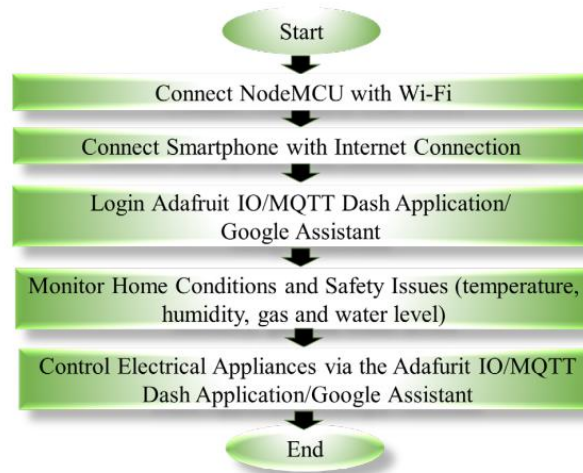 Start
Connect NodeMCU with Wi-Fi
Connect Smartphone with Internet Connection
Login Adafruit IO/MQTT Dash Application/
Google Assistant
Monitor Home Conditions and Safety Issues (temperature,
humidity, gas and water level)
Control Electrical Appliances via the Adafurit IO/MQTT
Dash Application/Google Assistant
End